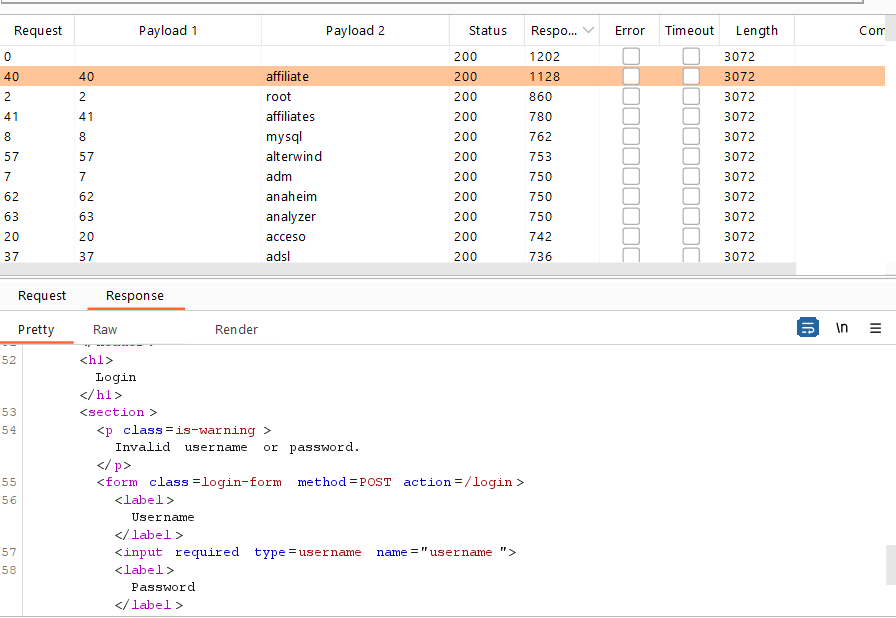 Request Payload 1 Payload 2 Status Respo... Error Timeout Length Com
0 200 1202 3072
40 40 affiliate 200 1128 3072
2 2 root 200 860 3072
41 41 affiliates 200 780 3072
8 8 mysql 200 762 3072
57 57 alterwind 200 753 3072
7 7 adm 200 750 3072
62 62 anaheim 200 750 3072
63 63 analyzer 200 750 3072
20 20 acceso 200 742 3072
37 37 adsl 200 736 3072
Request Response
Pretty Raw Render \n
52 <h1>
Login
</h1>
53 <section >
54 <p class=is-warning >
Invalid username or password.
</p>
55 <form class=login-form method=POST action=/login >
56 <label>
Username
</label>
57 <input required type=username name="username ">
58 <label>
Password
</label>